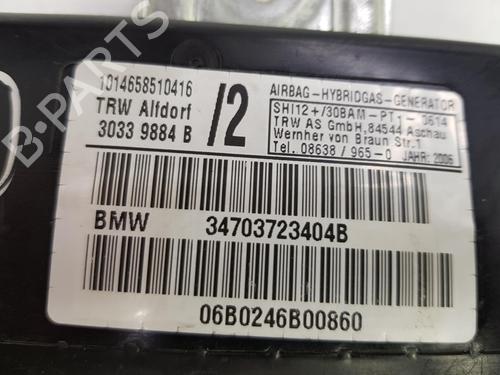 1014658510416
TRW Alfdorf
3033 9884 B
/2
AIRBAG-HYBRIDGAS-GENERATOR
SHI12+/30BAM-PT1- 0614
TRW AS GmbH, 84544 Aschau
Wernher von Braun Str.1
Tel. 08638 / 965-0 JAHR: 2006
BMW 34703723404B
06B0246B00860
B-PARTS